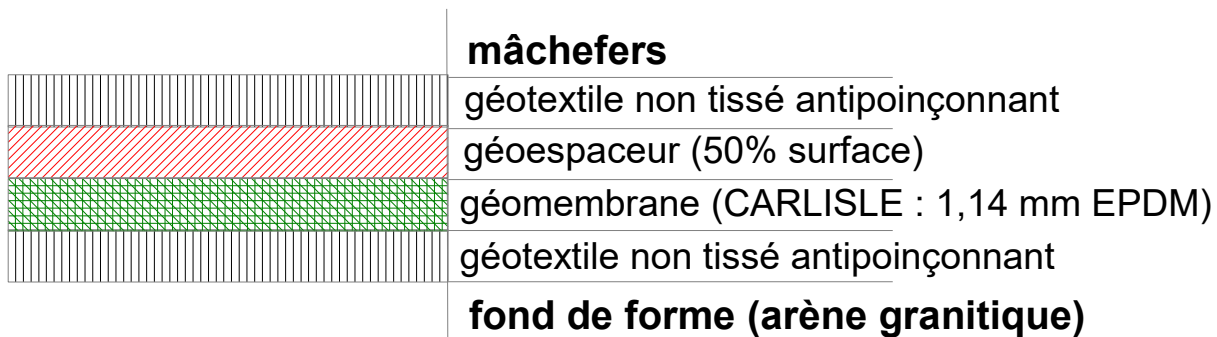 mâchefers
géotextile non tissé antipoinçonnant
géoespaceur (50% surface)
géomembrane (CARLISLE : 1,14 mm EPDM)
géotextile non tissé antipoinçonnant
fond de forme (arène granitique)